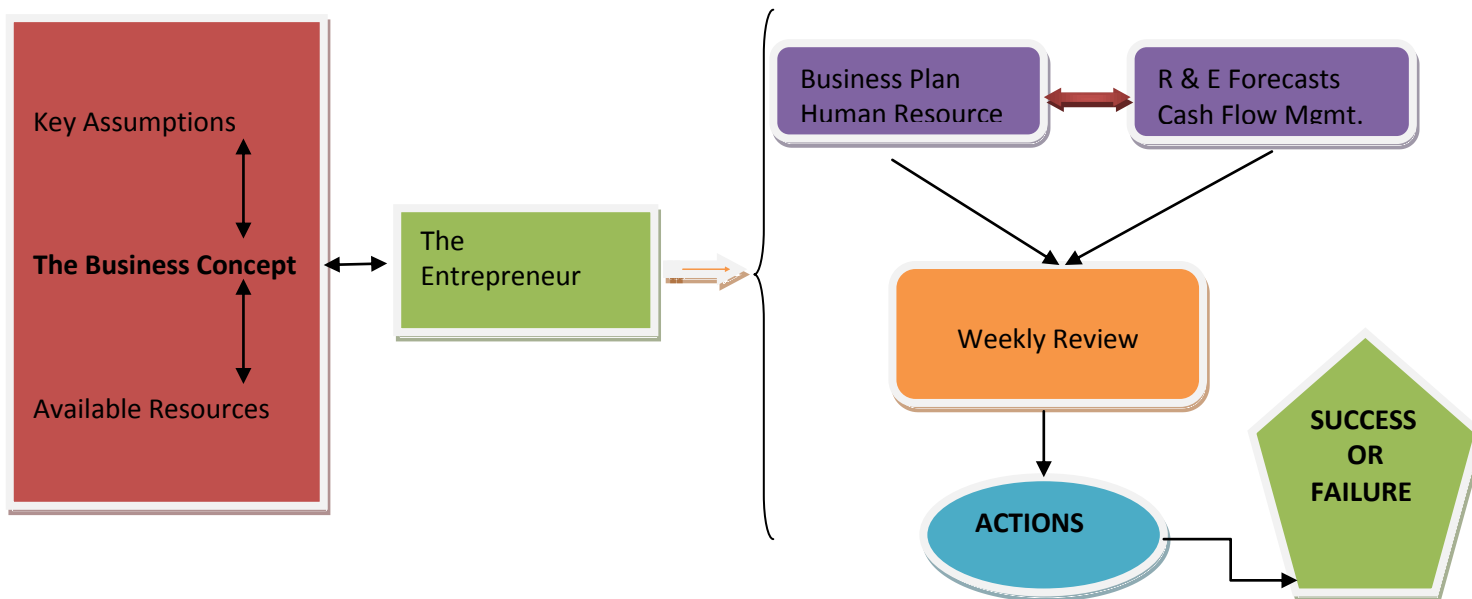 Key Assumptions
The Business Concept
Available Resources
The
Entrepreneur
Business Plan
Human Resource
R & E Forecasts
Cash Flow Mgmt.
Weekly Review
ACTIONS
SUCCESS
OR
FAILURE